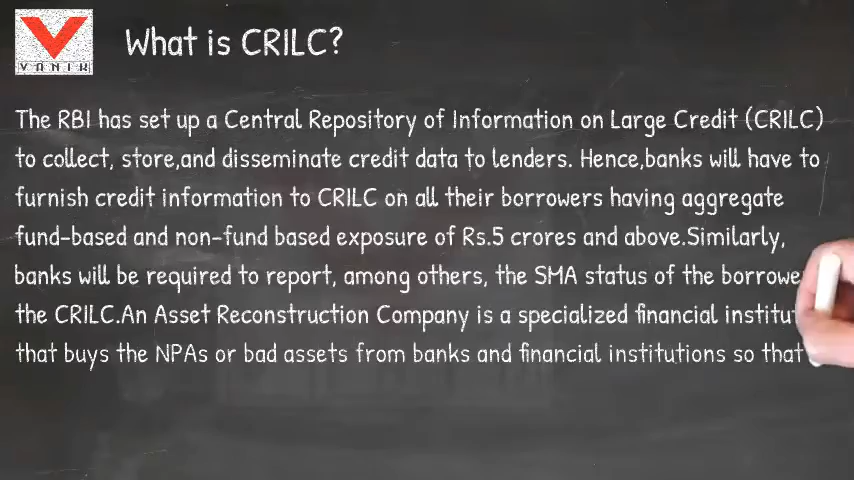 VANIK
What is CRILC?
The RBI has set up a Central Repository of Information on Large Credit (CRILC)
to collect, store,and disseminate credit data to lenders. Hence,banks will have to
furnish credit information to CRILC on all their borrowers having aggregate
fund-based and non-fund based exposure of Rs.5 crores and above.Similarly,
banks will be required to report, among others, the SMA status of the
the CRILC.An Asset Reconstruction Company is a specialized financial
that buys the NPAs or bad assets from banks and financial institutions so that